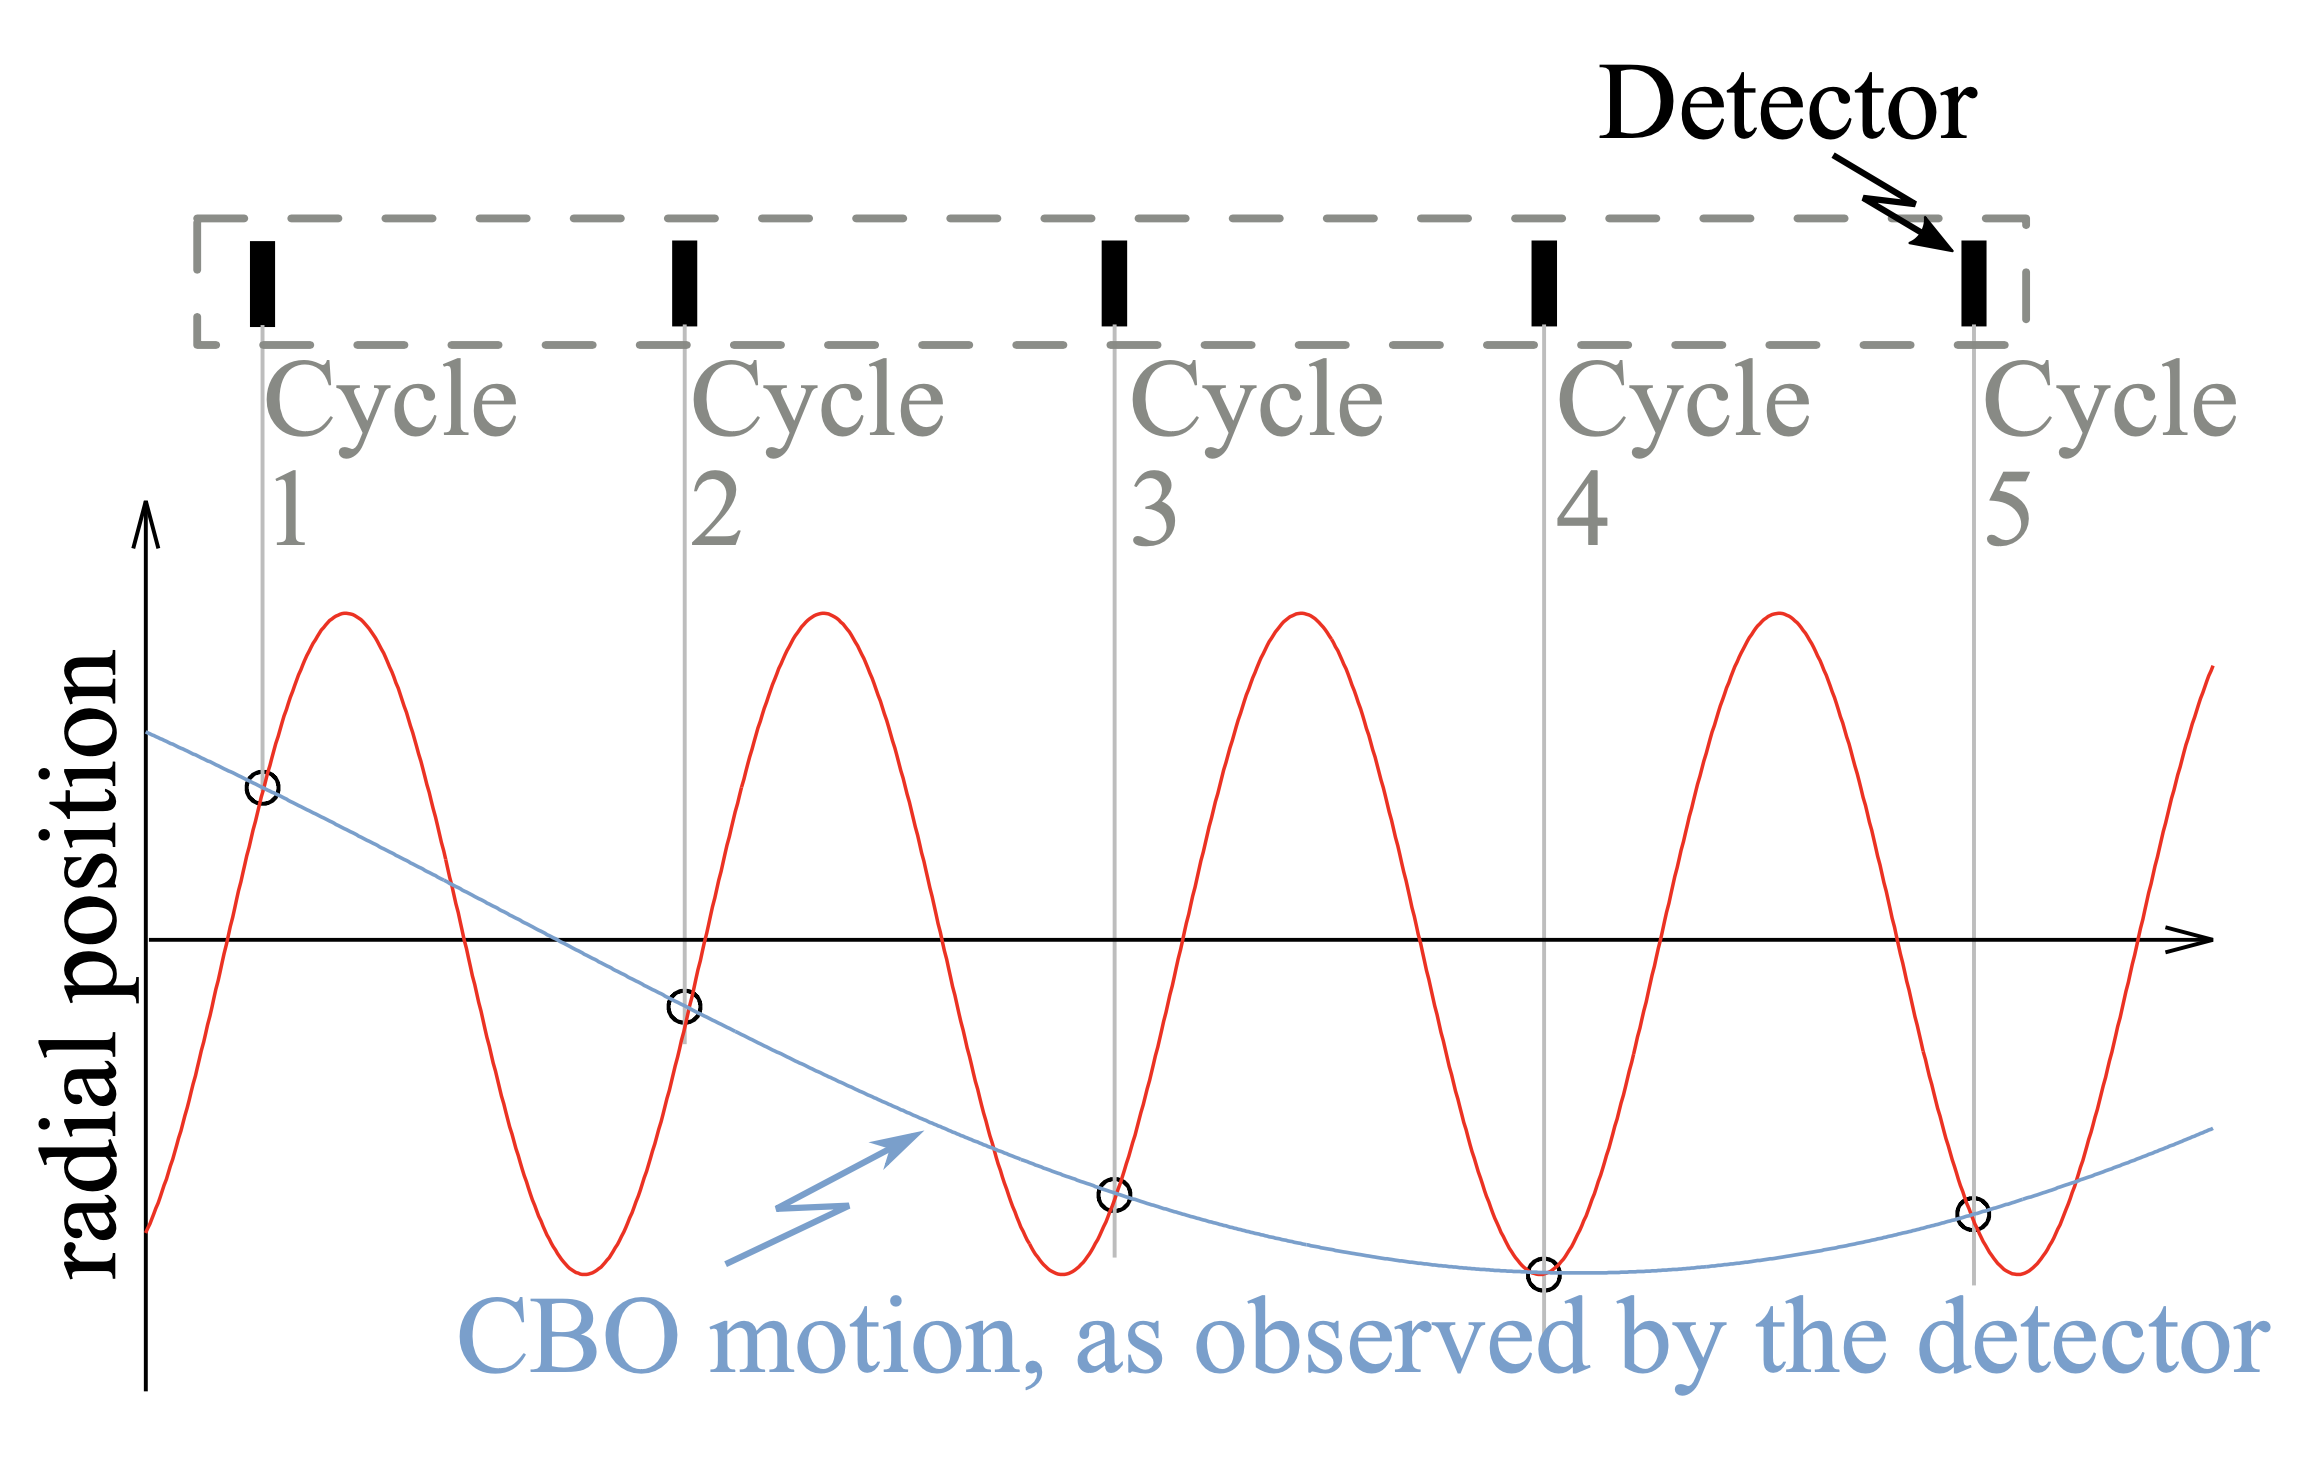 Detector
Cycle
1
Cycle
2
Cycle
3
Cycle
4
Cycle
5
radial position
CBO motion, as observed by the detector